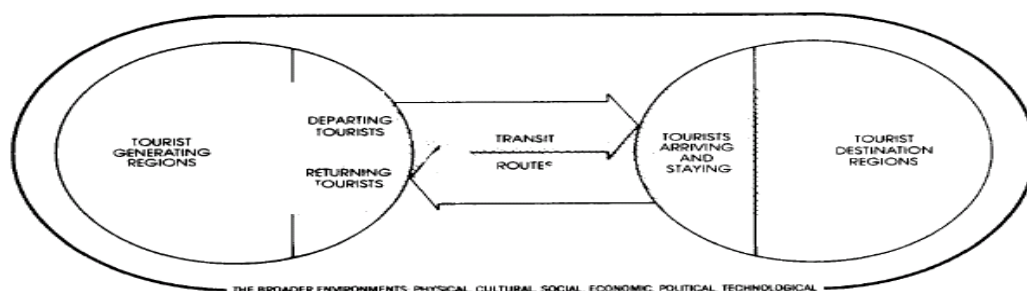 TOURIST
GENERATING
REGIONS
DEPARTING
TOURISTS
RETURNING
TOURISTS
TRANSIT
ROUTES
TOURISTS
ARRIVING
AND
STAYING
TOURIST
DESTINATION
REGIONS
THE BROADER ENVIRONMENTS: PHYSICAL, CULTURAL, SOCIAL, ECONOMIC, POLITICAL, TECHNOLOGICAL